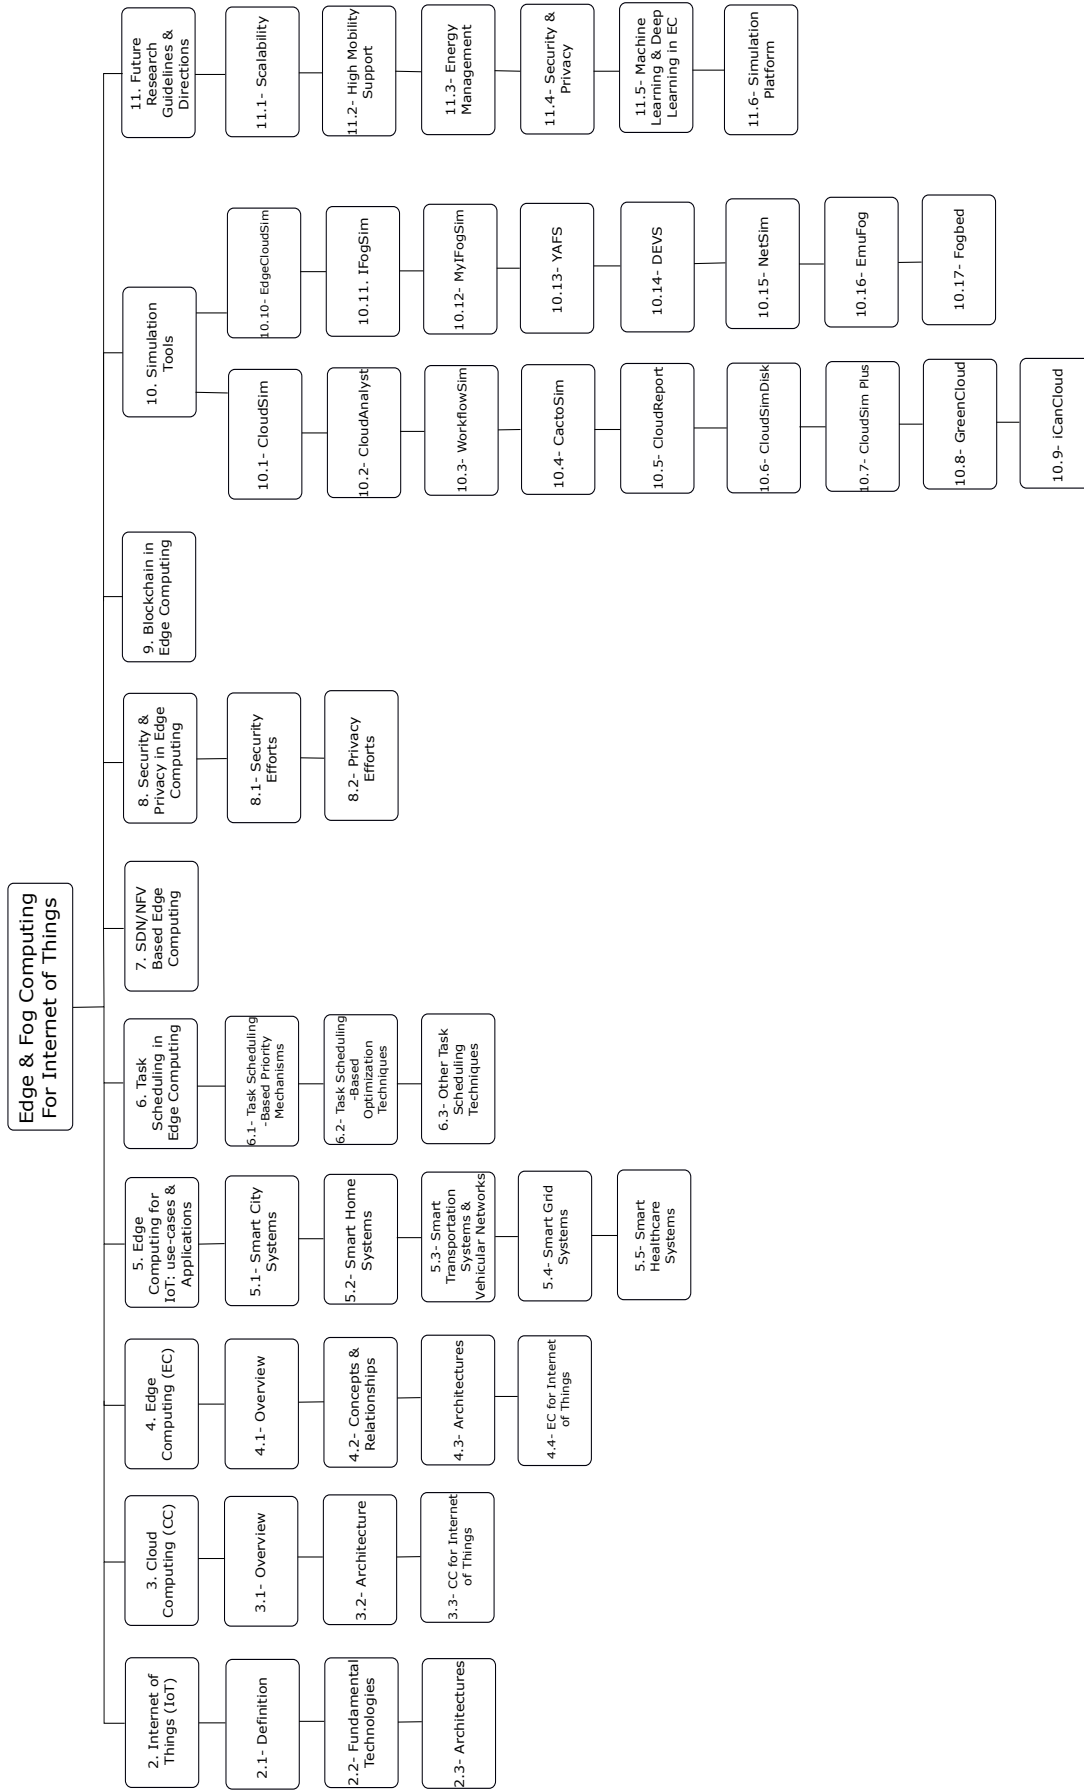 Edge & Fog Computing
For Internet of Things
2. Internet of
Things (IoT)
2.1- Definition
2.2- Fundamental
Technologies
2.3- Architectures
3. Cloud
Computing (CC)
3.1- Overview
3.2- Architecture
3.3- CC for Internet
of Things
4. Edge
Computing (EC)
4.1- Overview
4.2- Concepts &
Relationships
4.3- Architectures
4.4- EC for Internet
of Things
5. Edge
Computing for
IoT: use-cases &
Applications
5.1- Smart City
Systems
5.2- Smart Home
Systems
5.3- Smart
Transportation
Systems &
Vehicular Networks
5.4- Smart Grid
Systems
5.5- Smart
Healthcare
Systems
6. Task
Scheduling in
Edge Computing
6.1- Task Scheduling
-Based Priority
Mechanisms
6.2- Task Scheduling
-Based
Optimization
Techniques
6.3- Other Task
Scheduling
Techniques
7. SDN/NFV
Based Edge
Computing
8. Security &
Privacy in Edge
Computing
8.1- Security
Efforts
8.2- Privacy
Efforts
9. Blockchain in
Edge Computing
10. Simulation
Tools
10.1- CloudSim
10.2- CloudAnalyst
10.3- WorkflowSim
10.4- CactoSim
10.5- CloudReport
10.6- CloudSimDisk
10.7- CloudSim Plus
10.8- GreenCloud
10.9- iCanCloud
10.10- EdgeCloudSim
10.11. IFogSim
10.12- MyIFogSim
10.13- YAFS
10.14- DEVS
10.15- NetSim
10.16- EmuFog
10.17- Fogbed
11. Future
Research
Guidelines &
Directions
11.1- Scalability
11.2- High Mobility
Support
11.3- Energy
Management
11.4- Security &
Privacy
11.5- Machine
Learning & Deep
Learning in EC
11.6- Simulation
Platform